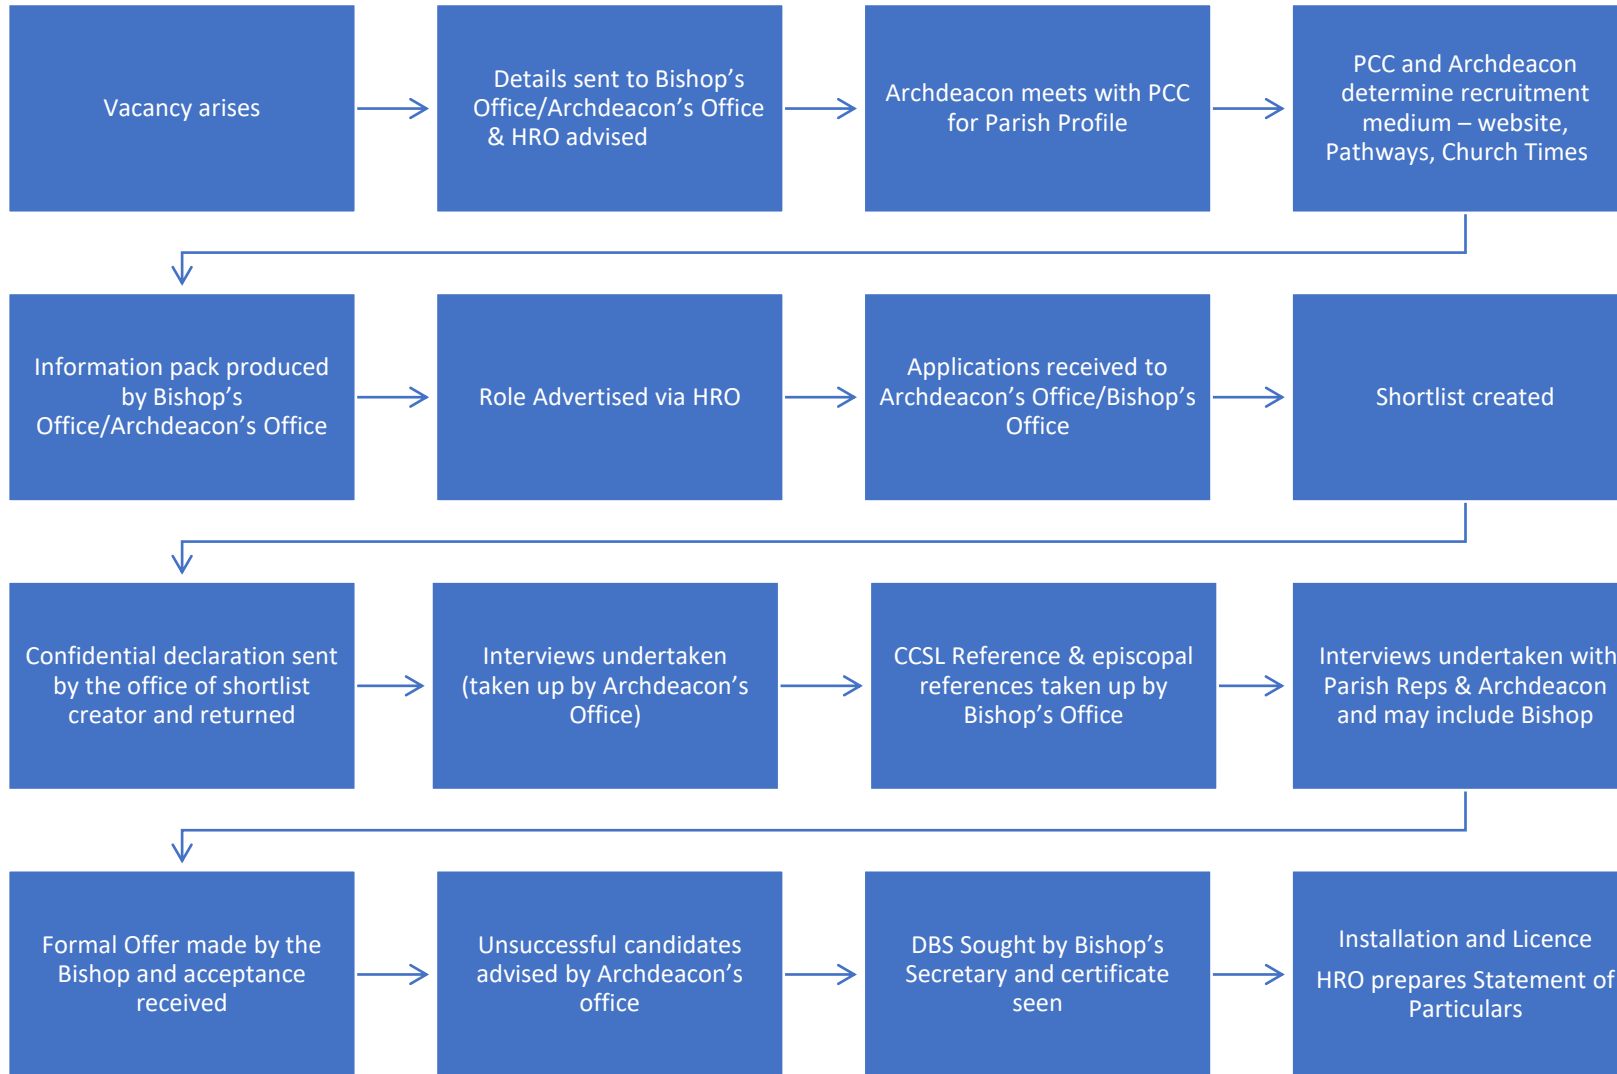 Vacancy arises
Details sent to Bishop's
Office/Archdeacon's Office
& HRO advised
Archdeacon meets with PCC
for Parish Profile
PCC and Archdeacon
determine recruitment
medium – website,
Pathways, Church Times
Information pack produced
by Bishop's
Office/Archdeacon's Office
Role Advertised via HRO
Applications received to
Archdeacon's Office/Bishop's
Office
Shortlist created
Confidential declaration sent
by the office of shortlist
creator and returned
Interviews undertaken
(taken up by Archdeacon's
Office)
CCSL Reference & episcopal
references taken up by
Bishop's Office
Interviews undertaken with
Parish Reps & Archdeacon
and may include Bishop
Formal Offer made by the
Bishop and acceptance
received
Unsuccessful candidates
advised by Archdeacon's
office
DBS Sought by Bishop's
Secretary and certificate
seen
Installation and Licence
HRO prepares Statement of
Particulars